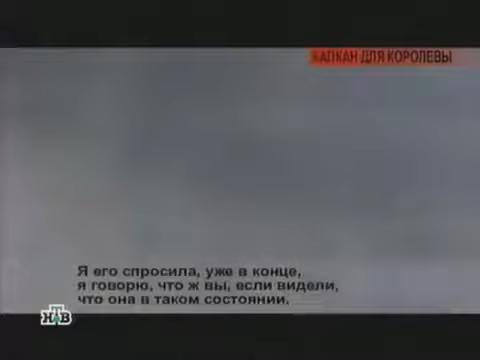 КАПКАН ДЛЯ КОРОЛЕВЫ
Я его спросила, уже в конце,
я говорю, что ж вы, если видели,
что она в таком состоянии.
НТВ